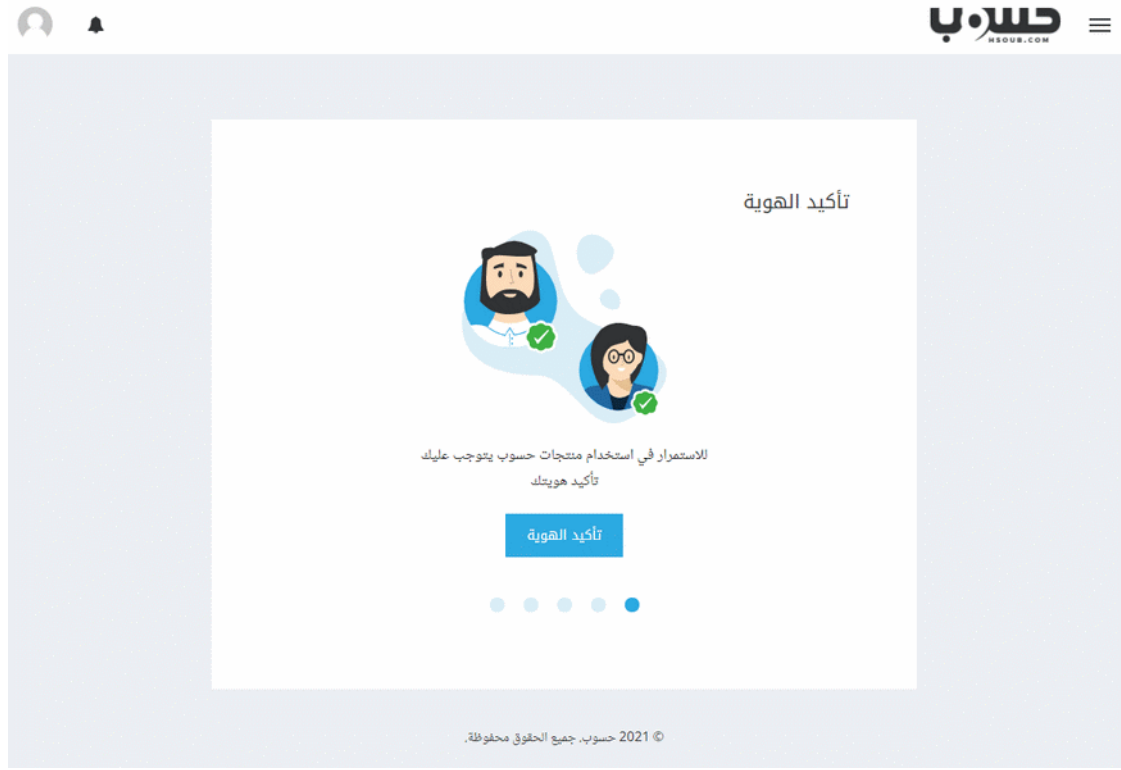 حسوب
HSOUB.COM
تأكيد الهوية
للاستمرار في استخدام منتجات حسوب يتوجب عليك
تأكيد هويتك
تأكيد الهوية
© 2021 حسوب. جميع الحقوق محفوظة.